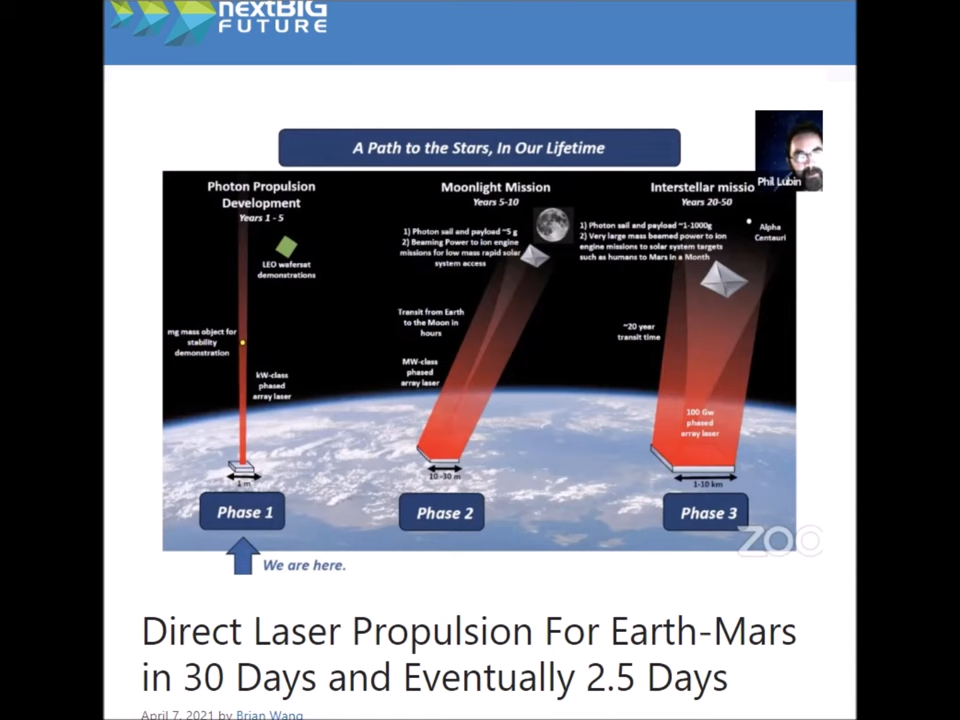 nextBIG
FUTURE
A Path to the Stars, In Our Lifetime
Phil Lubin
Photon Propulsion
Development
Years 1 - 5
LEO wafersat
demonstrations
mg mass object for
stability
demonstration
kW-class
phased
array laser
1 m
Phase 1
We are here.
Moonlight Mission
Years 5-10
1) Photon sail and payload ~5 g
2) Beaming Power to ion engine
missions for low mass rapid solar
system access
Transit from Earth
to the Moon in
hours
MW-class
phased
array laser
10-30 m
Phase 2
Interstellar missio
Years 20-50
1) Photon sail and payload ~1-1000g
2) Very large mass beamed power to ion
engine missions to solar system targets
such as humans to Mars in a Month
Alpha
Centauri
~20 year
transit time
100 Gw
phased
array laser
1-10 km
Phase 3
ZOO
Direct Laser Propulsion For Earth-Mars
in 30 Days and Eventually 2.5 Days
April 7, 2021 by Brian Wang